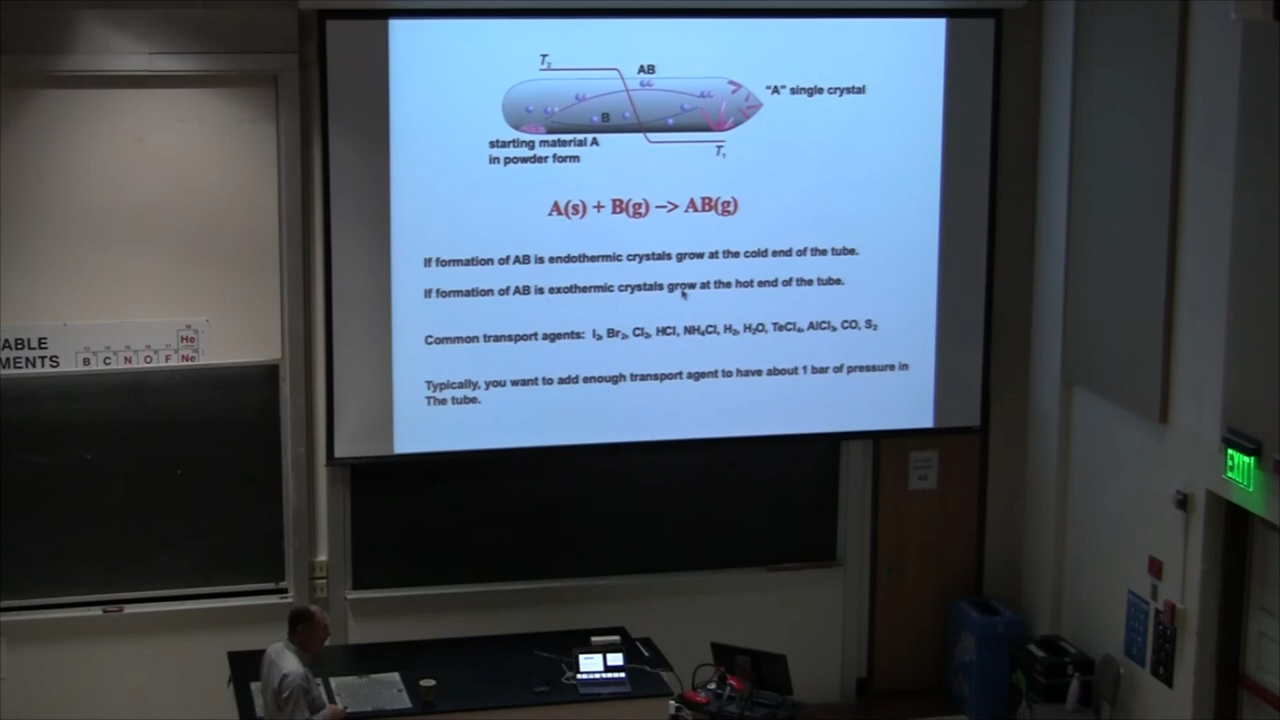 T₂
AB
"A" single crystal
B
starting material A
in powder form
T₁
A(s) + B(g) –> AB(g)
If formation of AB is endothermic crystals grow at the cold end of the tube.
If formation of AB is exothermic crystals grow at the hot end of the tube.
Common transport agents: I₂, Br₂, Cl₂, HCl, NH₄Cl, H₂, H₂O, TeCl₄, AlCl₃, CO, S₂
Typically, you want to add enough transport agent to have about 1 bar of pressure in
The tube.
ABLE
MENTS
He
B C N O F Ne
44
EXIT